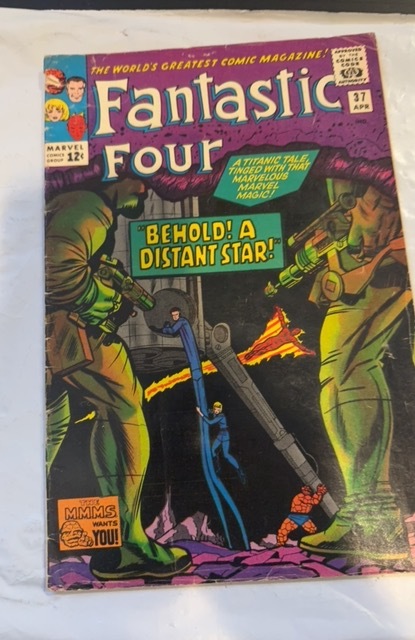 THE WORLD'S GREATEST COMIC MAGAZINE!
APPROVED
BY THE
COMICS
CODE
AUTHORITY
Fantastic
FOUR
37
APR
MARVEL
COMICS
GROUP
12¢
A TITANIC TALE,
TINGED WITH THAT
MARVELOUS
MARVEL
MAGIC!
"BEHOLD! A
DISTANT STAR!"
THE
M.M.M.S.
WANTS
YOU!